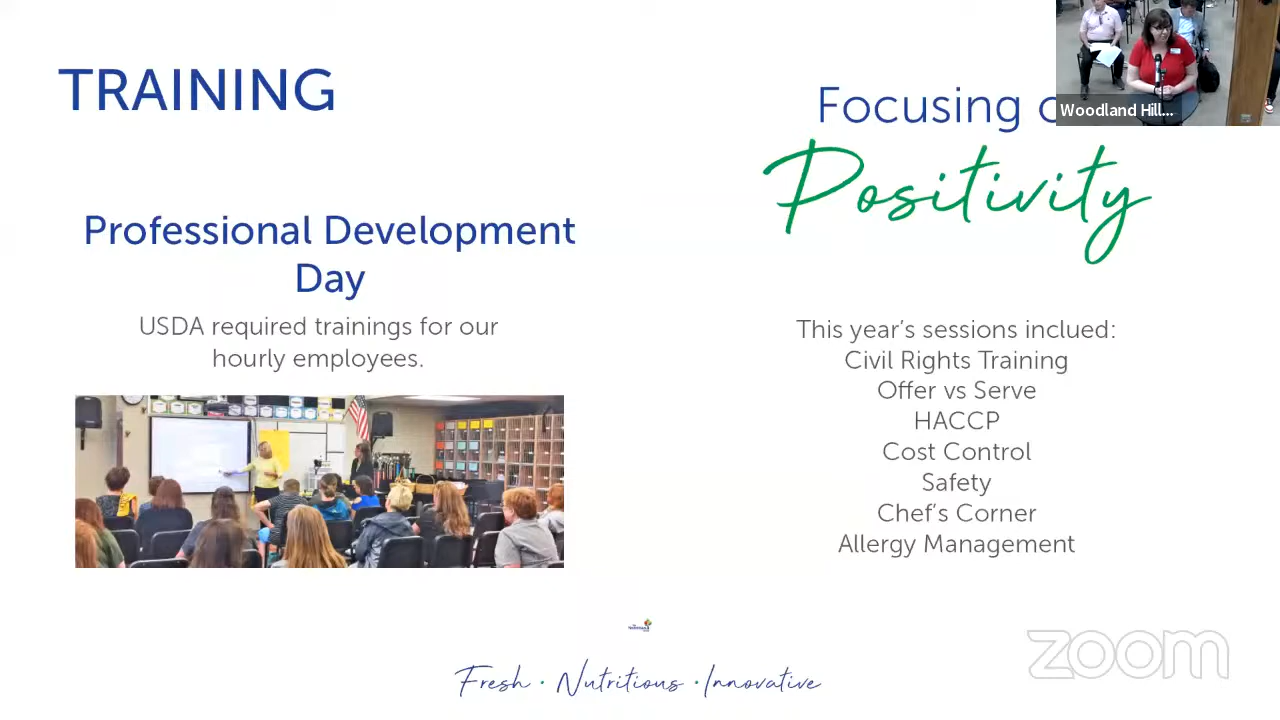 TRAINING
Professional Development
Day
USDA required trainings for our
hourly employees.
Focusing
Positivity
This year's sessions inclued:
Civil Rights Training
Offer vs Serve
HACCP
Cost Control
Safety
Chef's Corner
Allergy Management
Woodland Hill...
Fresh · Nutritious · Innovative
zoom